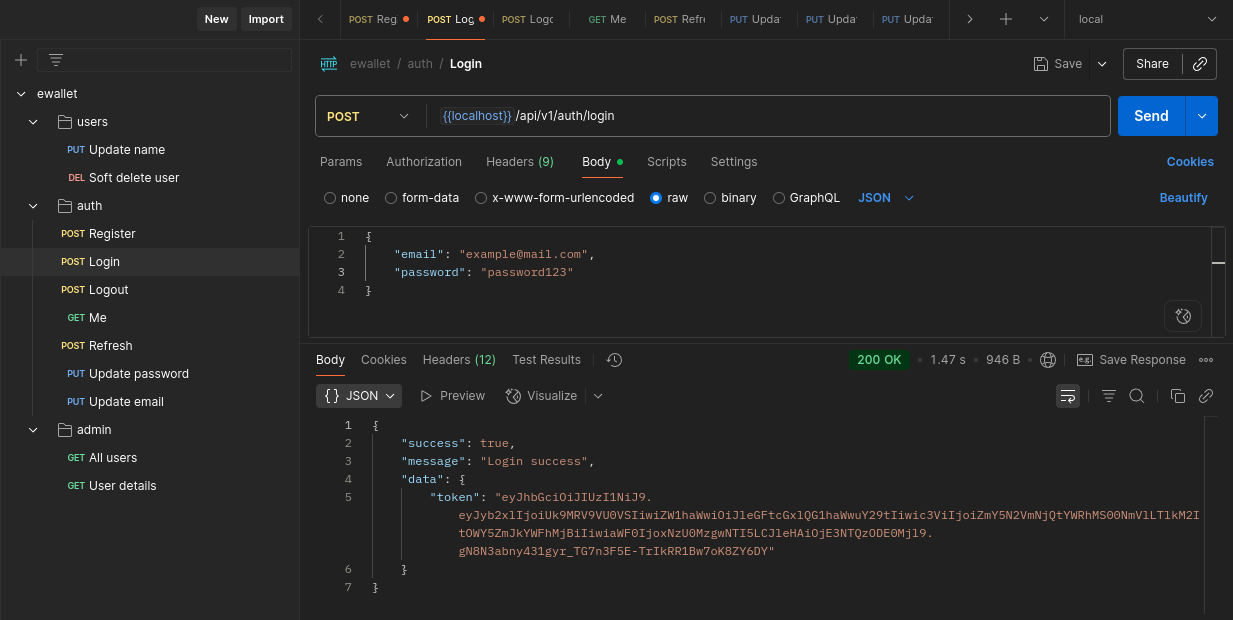 New Import
POST Reg POST Log POST Logo GET Me POST Refr PUT Updat PUT Updat PUT Updat local
ewallet / auth / Login Save Share
ewallet
users
PUT Update name
DEL Soft delete user
auth
POST Register
POST Login
POST Logout
GET Me
POST Refresh
PUT Update password
PUT Update email
admin
GET All users
GET User details
HTTP
POST {{localhost}} /api/v1/auth/login Send
Params Authorization Headers (9) Body Scripts Settings Cookies
none form-data x-www-form-urlencoded raw binary GraphQL JSON Beautify
1 {
2 "email": "example@mail.com",
3 "password": "password123"
4 }
Body Cookies Headers (12) Test Results 200 OK • 1.47 s • 946 B e.g. Save Response
{} JSON Preview Visualize
1 {
2 "success": true,
3 "message": "Login success",
4 "data": {
5 "token": "eyJhbGciOiJIUzI1NiJ9.
eyJyb2xlIjoiUk9MRV9VU0VSIiwiZW1haWwiOiJleGFtcGxlQG1haWwuY29tIiwic3ViIjoiZmY5N2VmNjQtYWRhMS00NmVlLTlkM2I
tOWY5ZmJkYWFhMjBiIiwiaWF0IjoxNzU0MzgwNTI5LCJleHAiOjE3NTQzODE0Mjl9.
gN8N3abny431gyr_TG7n3F5E-TrIkRR1Bw7oK8ZY6DY"
6 }
7 }